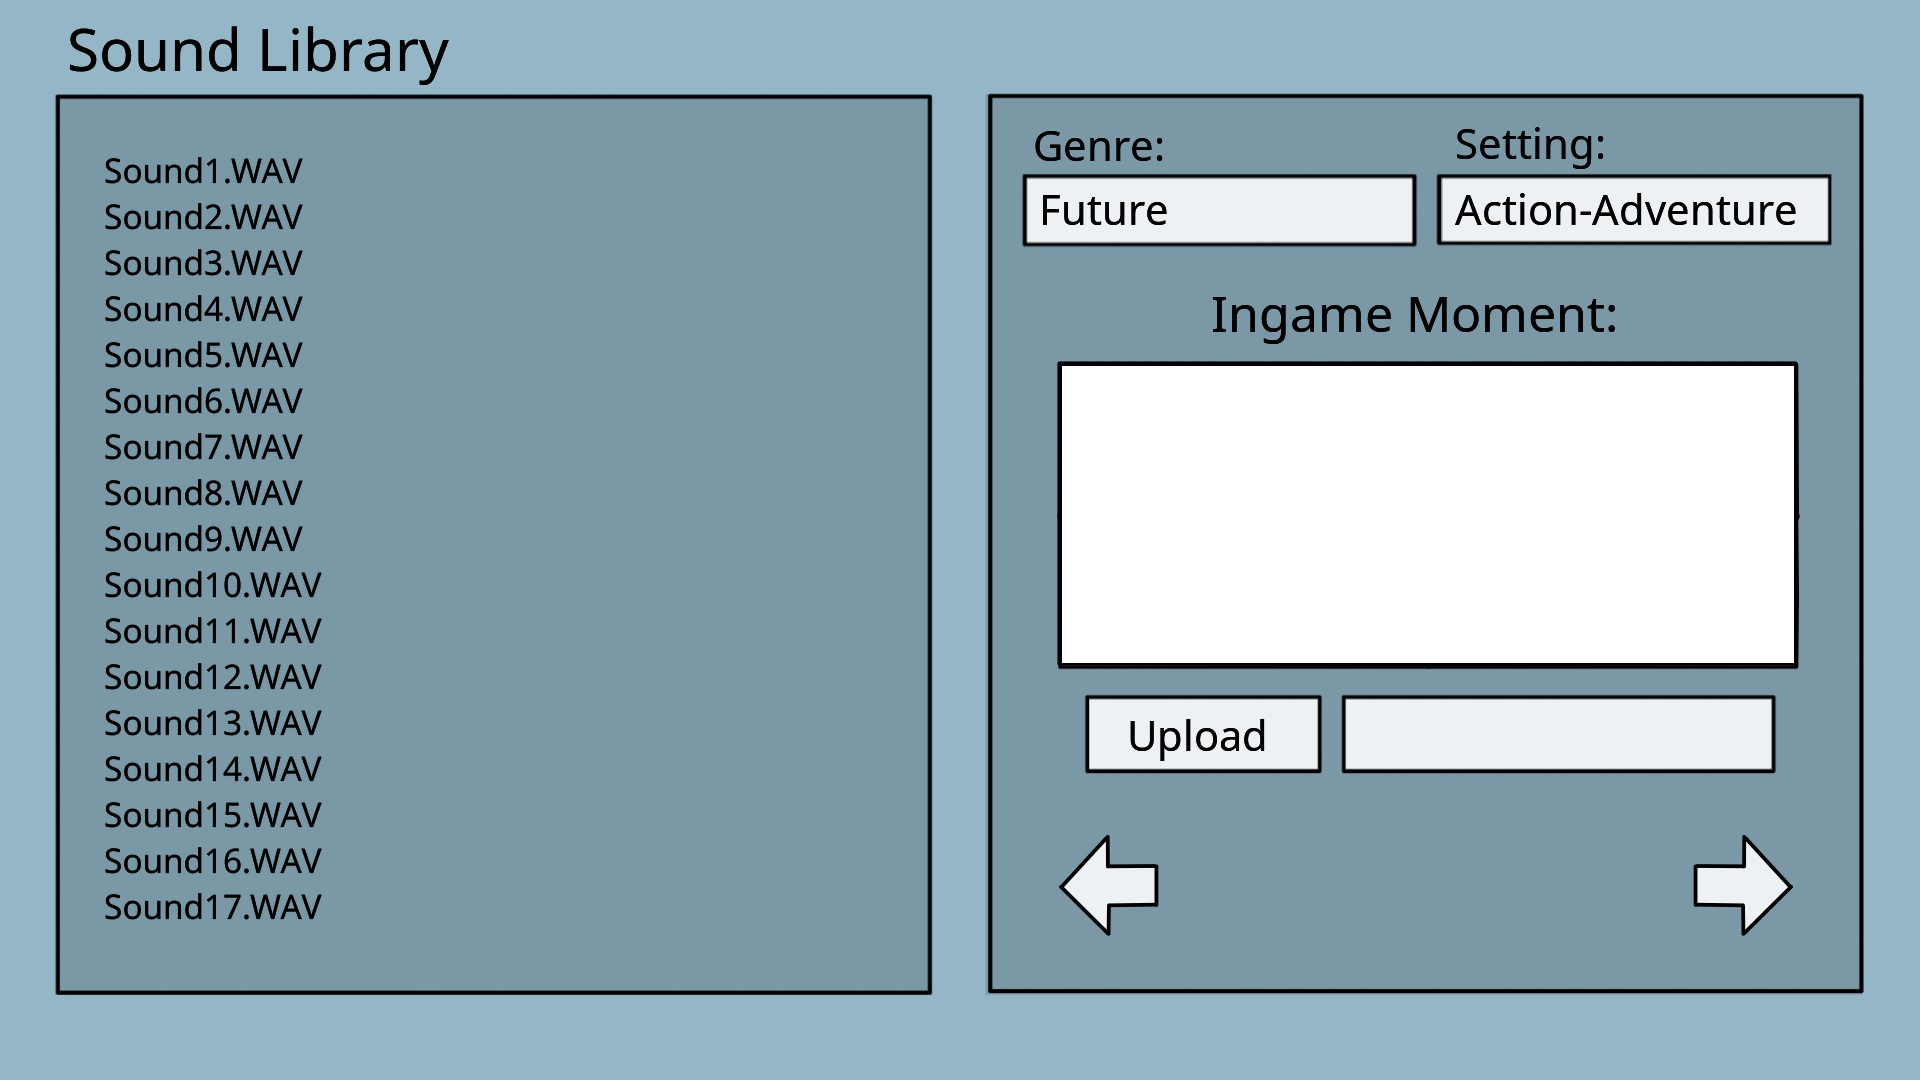 Sound Library
Sound1.WAV
Sound2.WAV
Sound3.WAV
Sound4.WAV
Sound5.WAV
Sound6.WAV
Sound7.WAV
Sound8.WAV
Sound9.WAV
Sound10.WAV
Sound11.WAV
Sound12.WAV
Sound13.WAV
Sound14.WAV
Sound15.WAV
Sound16.WAV
Sound17.WAV
Genre:
Future
Setting:
Action-Adventure
Ingame Moment:
Upload